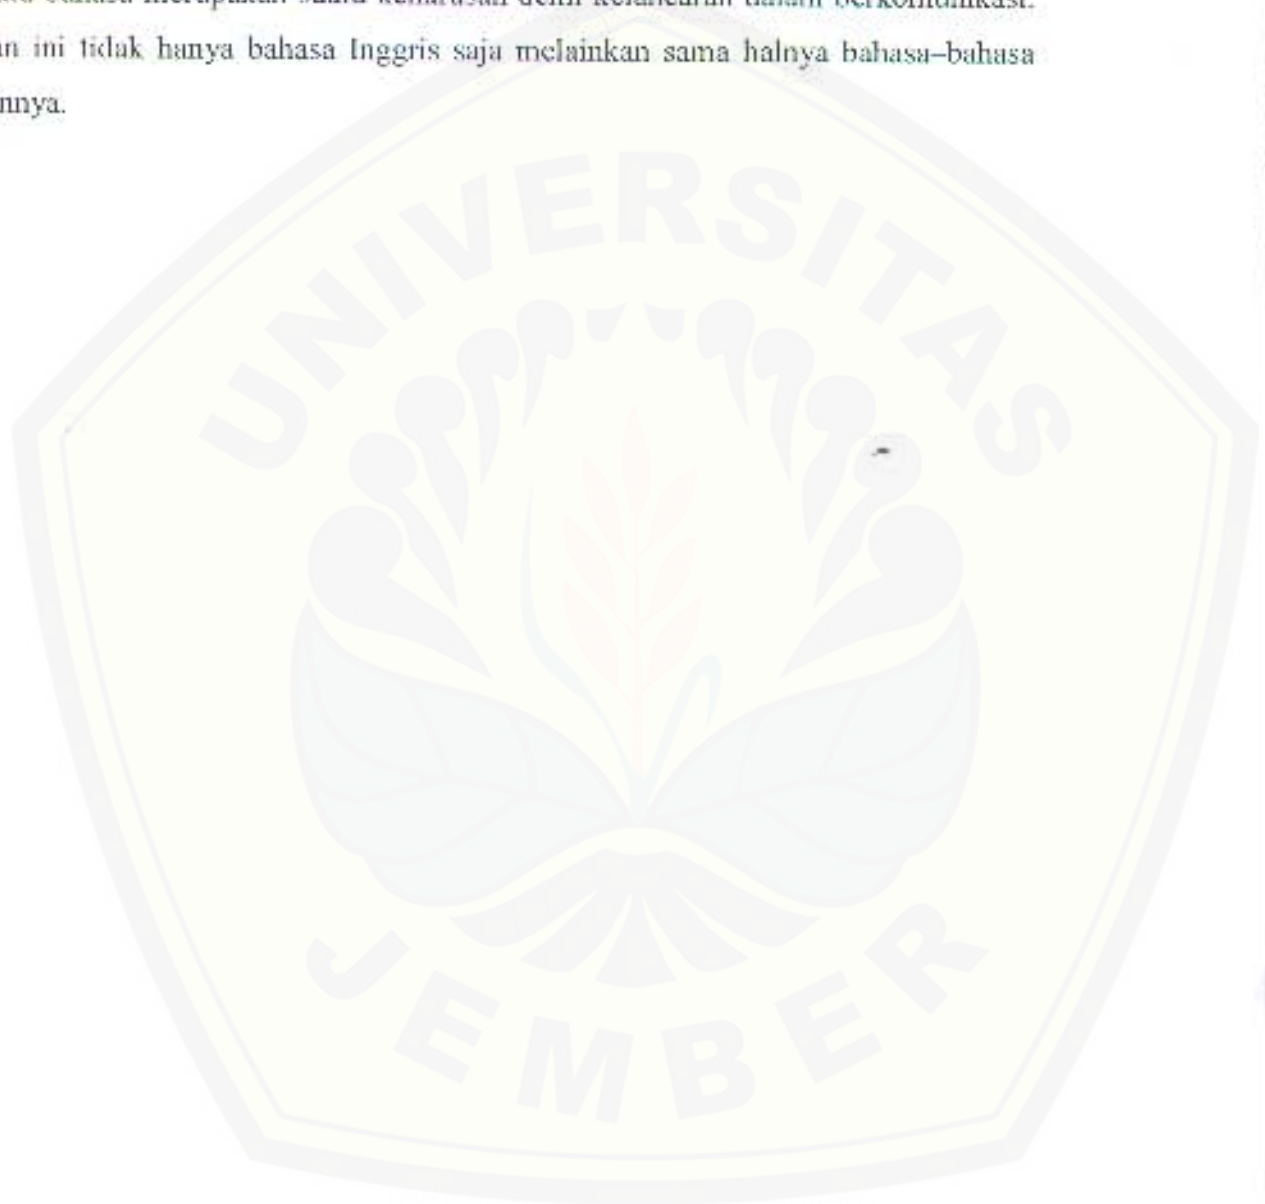 bahasa merupakan suatu keharusan demi kelancaran dalam berkomunikasi.
ini tidak hanya bahasa Inggris saja melainkan sama halnya bahasa–bahasa
nnya.
UNIVERSITAS
JEMBER